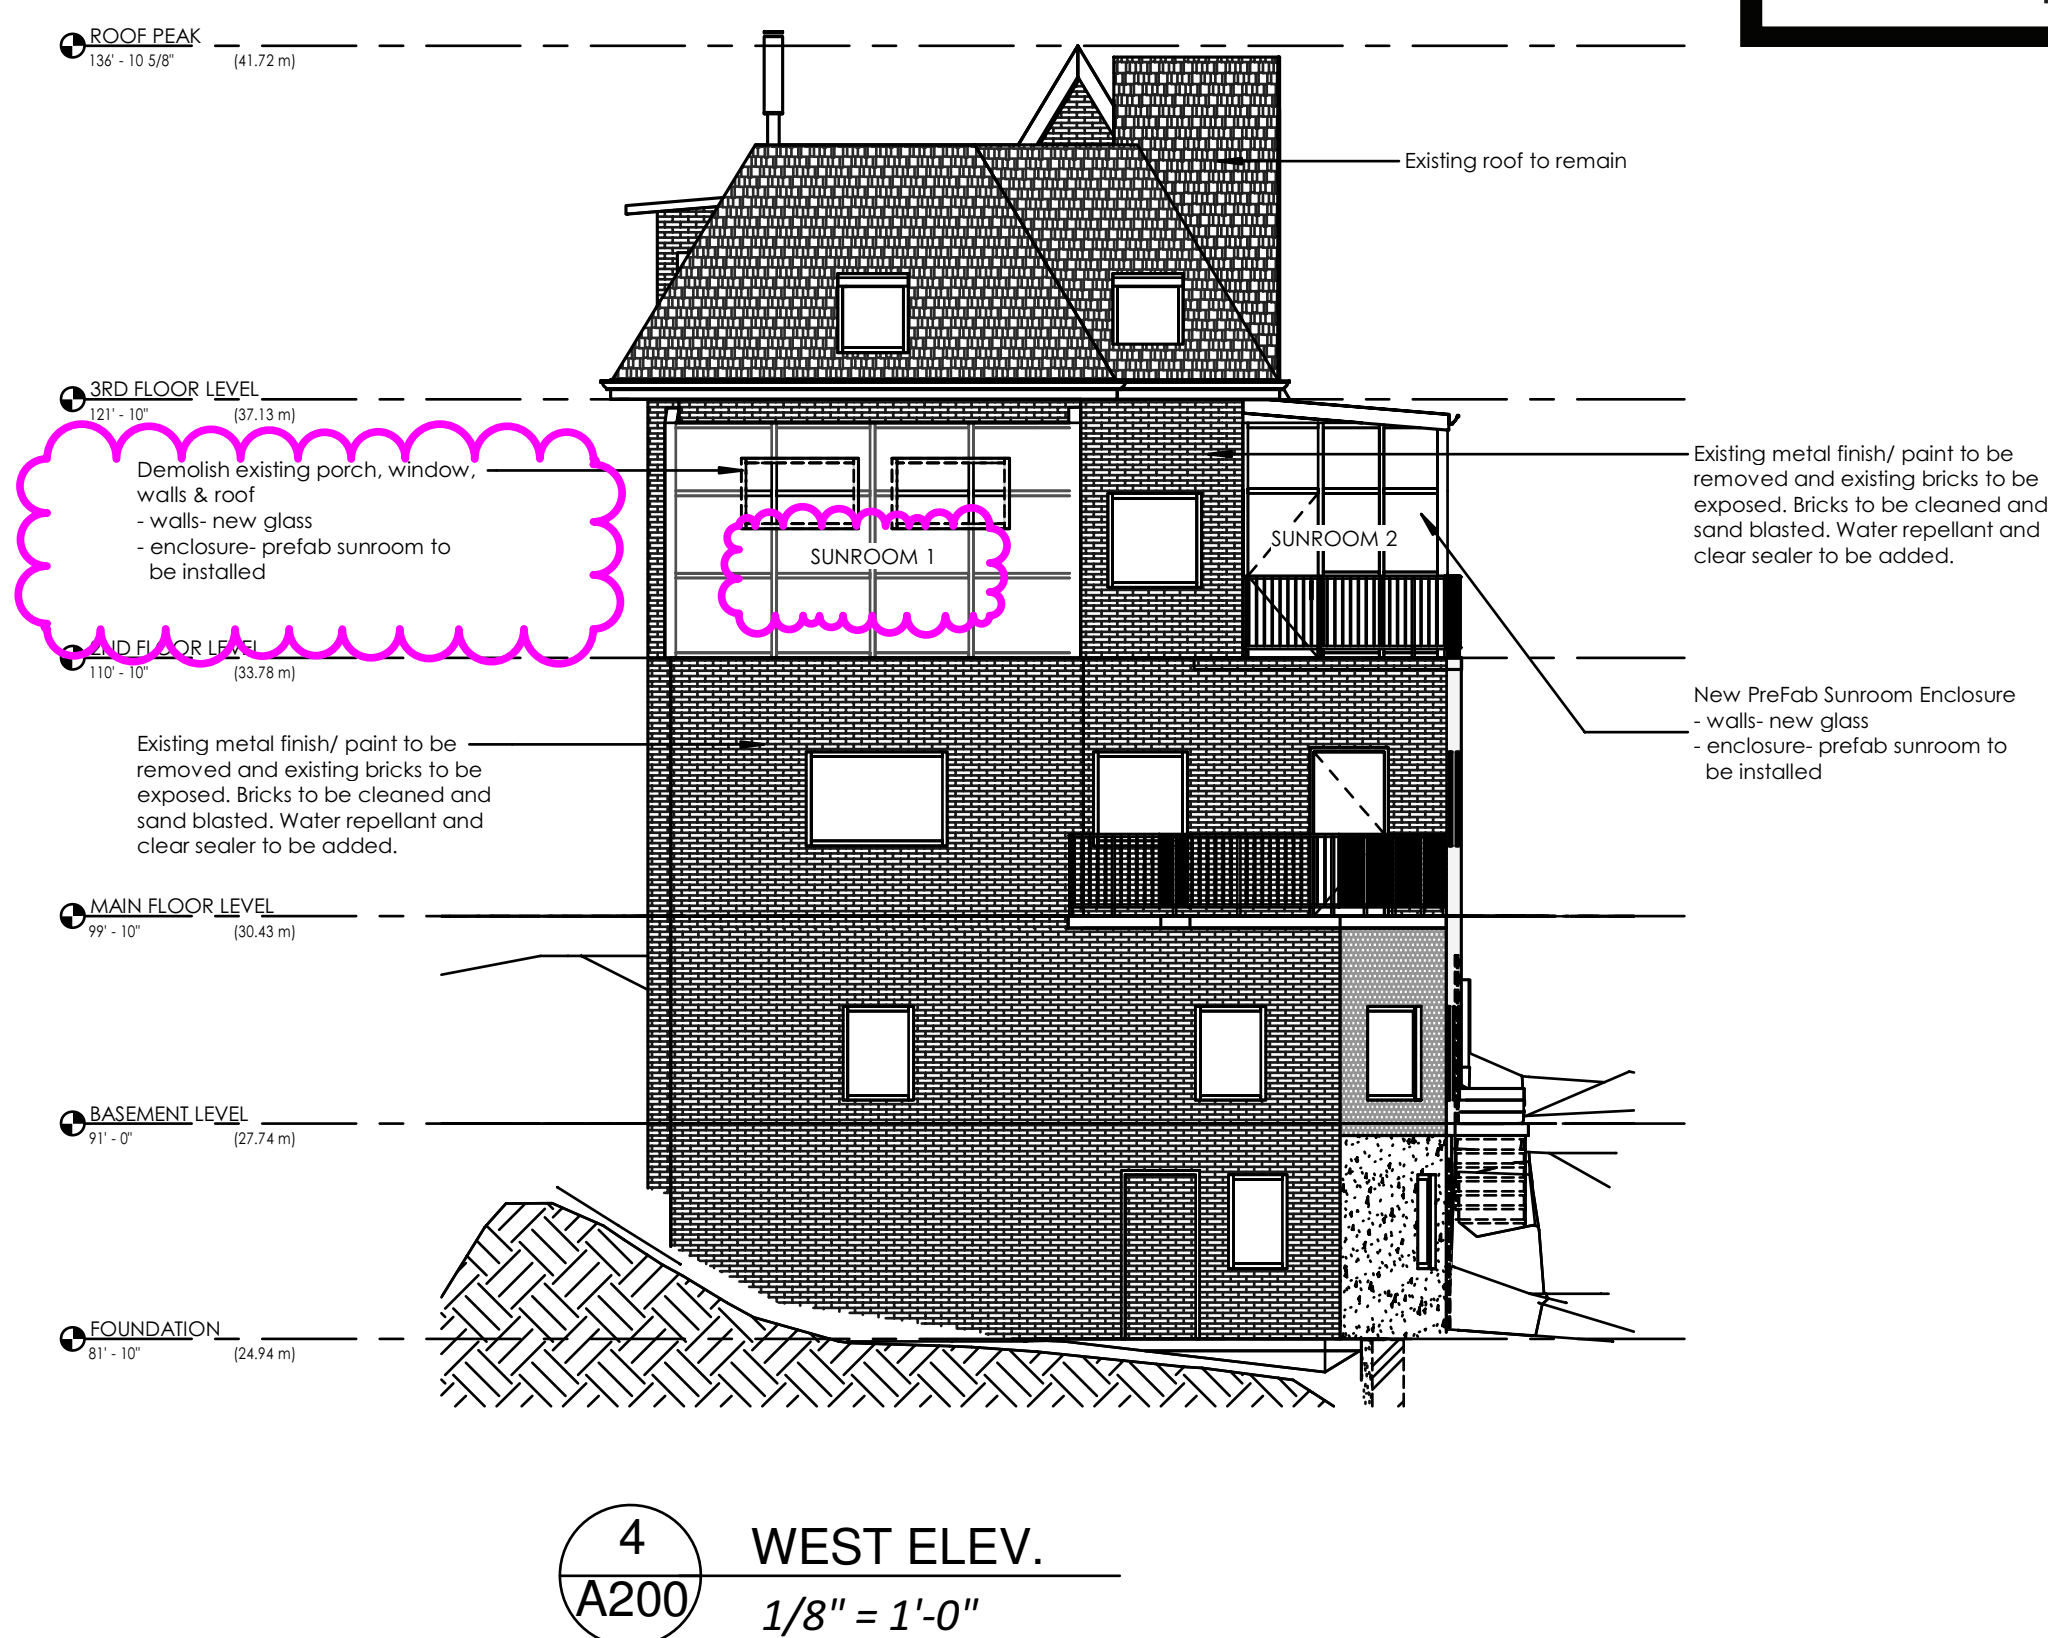 ROOF PEAK
136' - 10 5/8" (41.72 m)
Existing roof to remain
3RD FLOOR LEVEL
121' - 10" (37.13 m)
Demolish existing porch, window,
walls & roof
- walls- new glass
- enclosure- prefab sunroom to
be installed
SUNROOM 1
SUNROOM 2
Existing metal finish/ paint to be
removed and existing bricks to be
exposed. Bricks to be cleaned and
sand blasted. Water repellant and
clear sealer to be added.
2ND FLOOR LEVEL
110' - 10" (33.78 m)
New PreFab Sunroom Enclosure
- walls- new glass
- enclosure- prefab sunroom to
be installed
Existing metal finish/ paint to be
removed and existing bricks to be
exposed. Bricks to be cleaned and
sand blasted. Water repellant and
clear sealer to be added.
MAIN FLOOR LEVEL
99' - 10" (30.43 m)
BASEMENT LEVEL
91' - 0" (27.74 m)
FOUNDATION
81' - 10" (24.94 m)
4
A200
WEST ELEV.
1/8" = 1'-0"